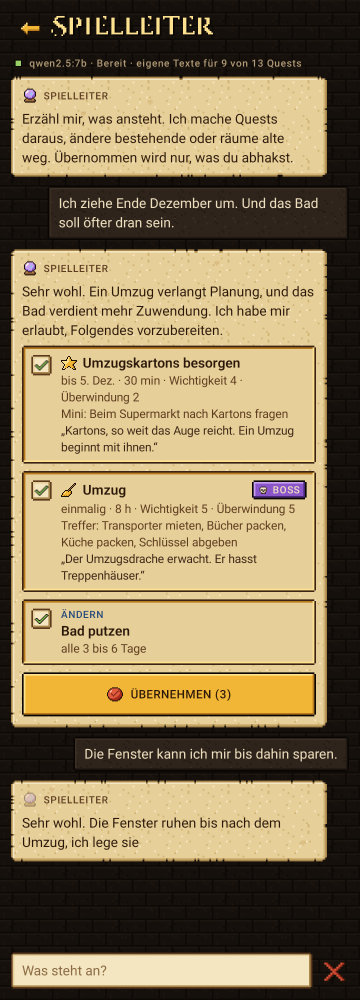 SPIELLEITER
qwen2.5:7b · Bereit · eigene Texte für 9 von 13 Quests
SPIELLEITER
Erzähl mir, was ansteht. Ich mache Quests
daraus, ändere bestehende oder räume alte
weg. Übernommen wird nur, was du abhakst.
Ich ziehe Ende Dezember um. Und das Bad
soll öfter dran sein.
SPIELLEITER
Sehr wohl. Ein Umzug verlangt Planung, und das
Bad verdient mehr Zuwendung. Ich habe mir
erlaubt, Folgendes vorzubereiten.
Umzugskartons besorgen
bis 5. Dez. · 30 min · Wichtigkeit 4 ·
Überwindung 2
Mini: Beim Supermarkt nach Kartons fragen
„Kartons, so weit das Auge reicht. Ein Umzug
beginnt mit ihnen.“
Umzug
BOSS
einmalig · 8 h · Wichtigkeit 5 · Überwindung 5
Treffer: Transporter mieten, Bücher packen,
Küche packen, Schlüssel abgeben
„Der Umzugsdrache erwacht. Er hasst
Treppenhäuser.“
ÄNDERN
Bad putzen
alle 3 bis 6 Tage
ÜBERNEHMEN (3)
Die Fenster kann ich mir bis dahin sparen.
SPIELLEITER
Sehr wohl. Die Fenster ruhen bis nach dem
Umzug, ich lege sie
Was steht an?